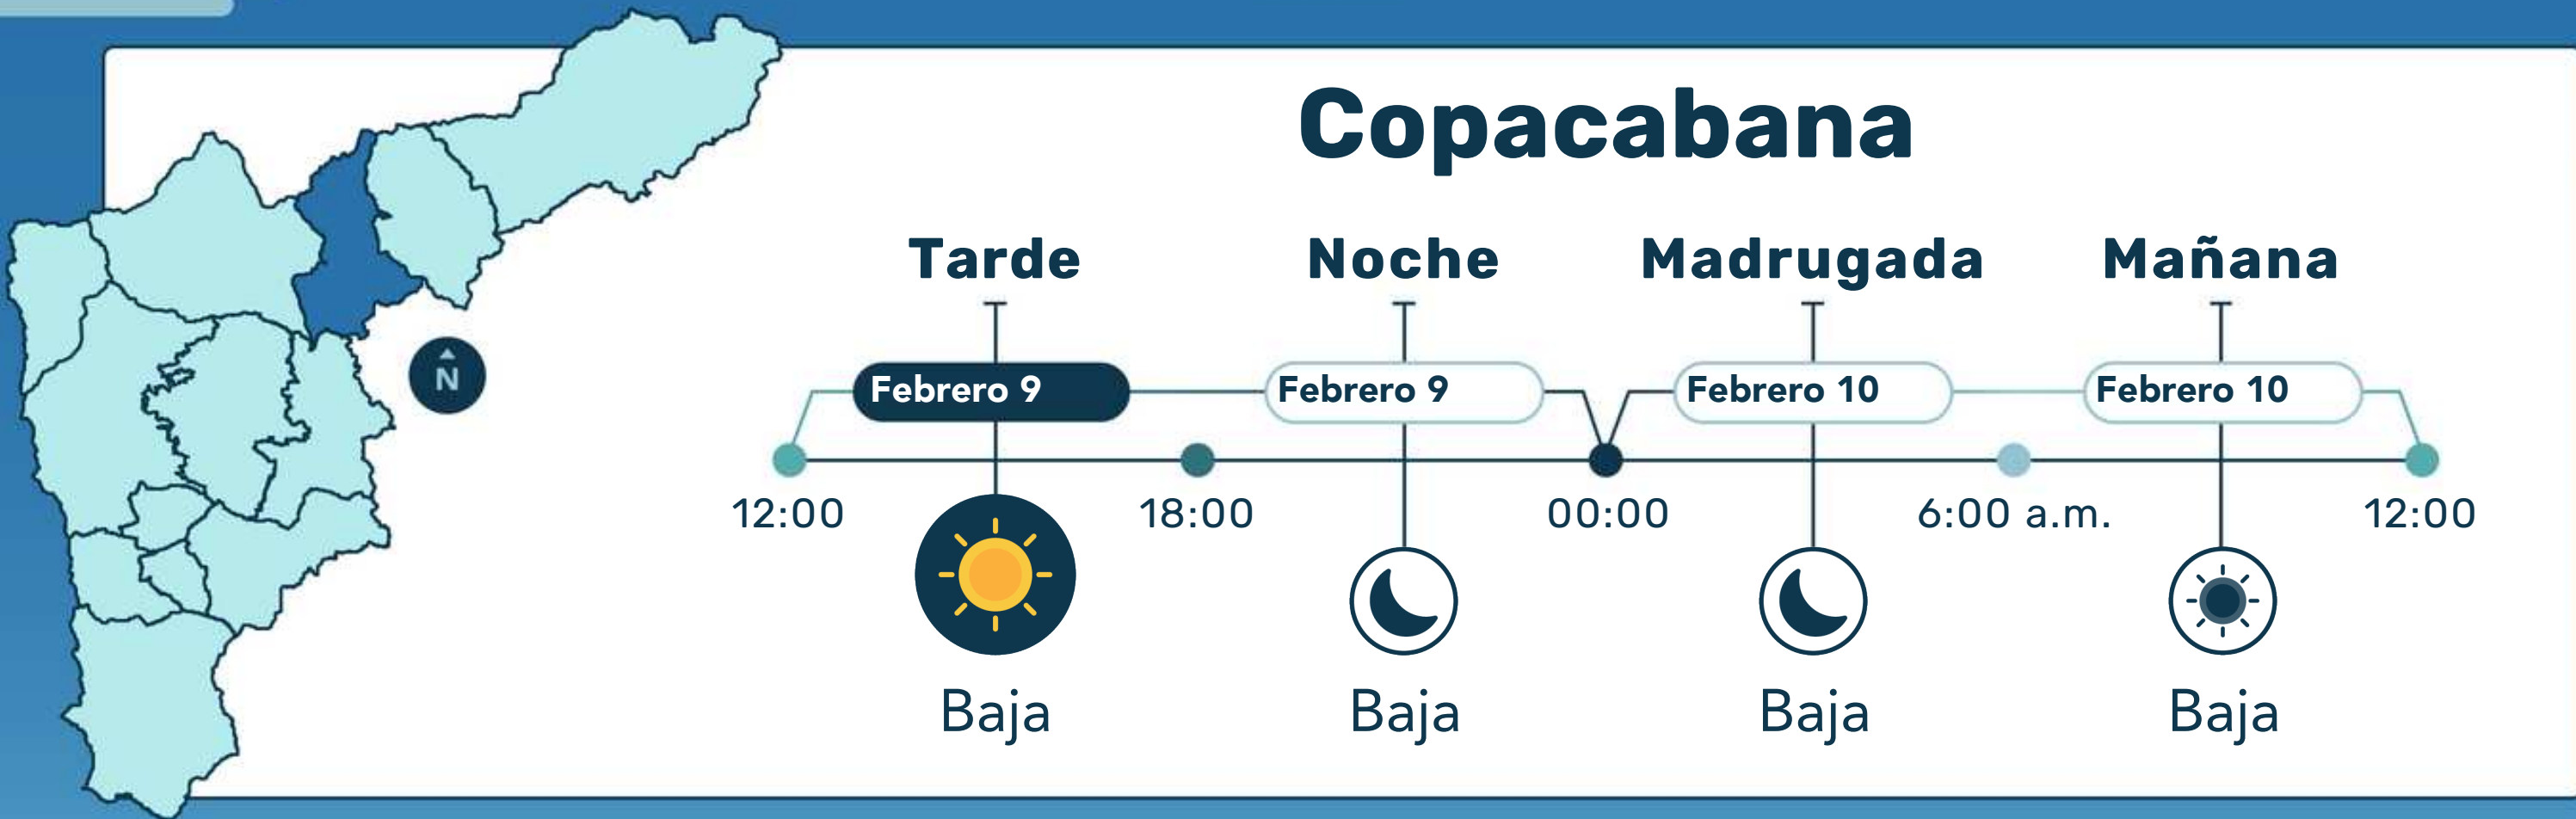 Copacabana
Tarde Noche Madrugada Mañana
Febrero 9 Febrero 9 Febrero 10 Febrero 10
N
12:00 18:00 00:00 6:00 a.m. 12:00
Baja Baja Baja Baja